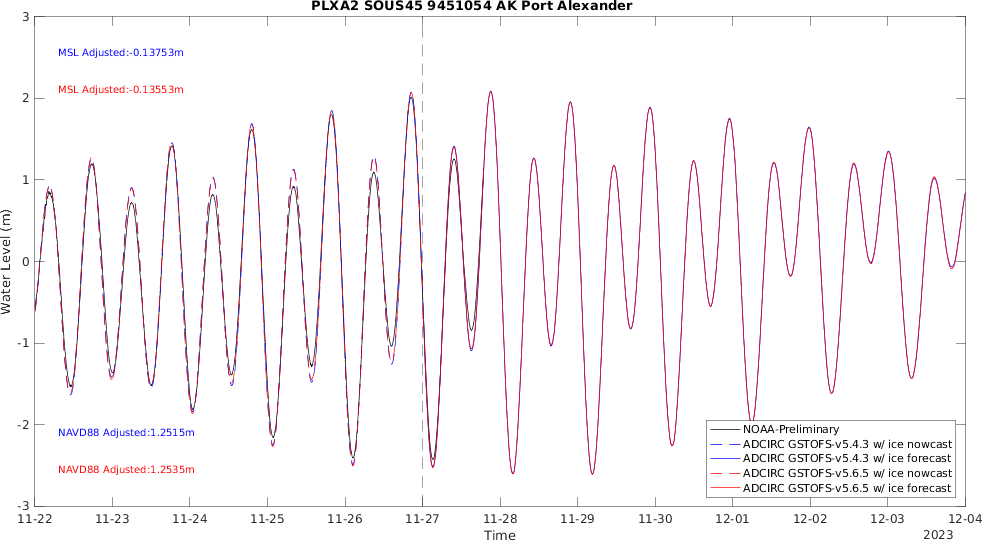 PLXA2 SOUS45 9451054 AK Port Alexander
3
2
1
0
-1
-2
-3
Water Level (m)
MSL Adjusted:-0.13753m
MSL Adjusted:-0.13553m
NAVD88 Adjusted:1.2515m
NAVD88 Adjusted:1.2535m
NOAA-Preliminary
ADCIRC GSTOFS-v5.4.3 w/ ice nowcast
ADCIRC GSTOFS-v5.4.3 w/ ice forecast
ADCIRC GSTOFS-v5.6.5 w/ ice nowcast
ADCIRC GSTOFS-v5.6.5 w/ ice forecast
11-22 11-23 11-24 11-25 11-26 11-27 11-28 11-29 11-30 12-01 12-02 12-03 12-04
Time
2023